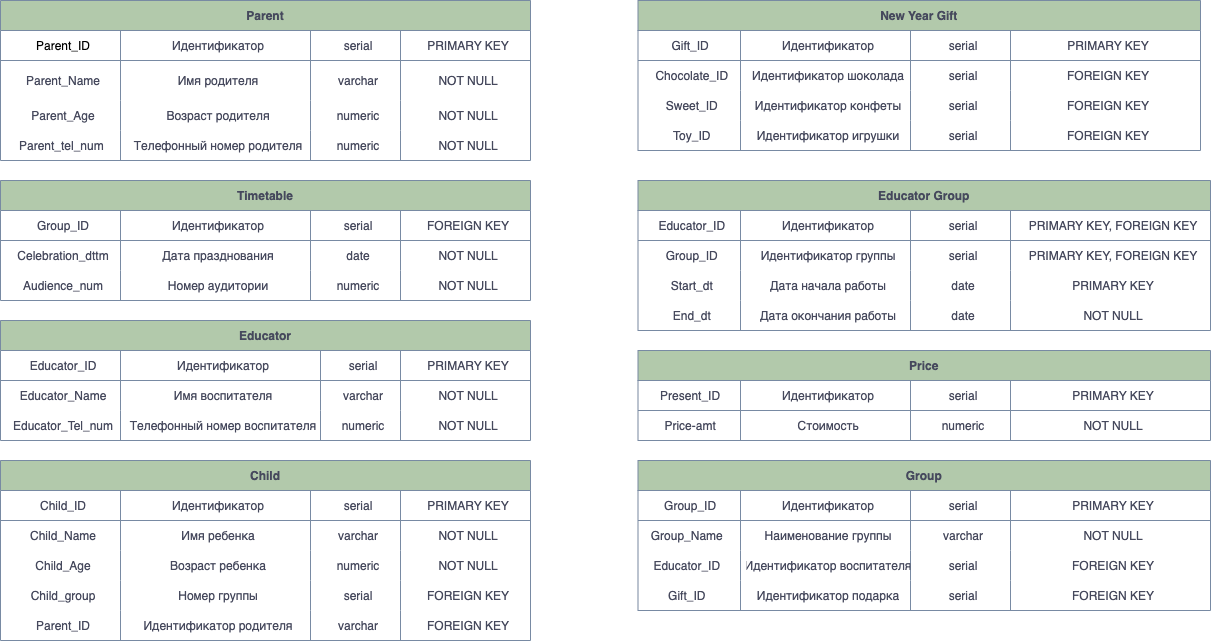 Parent
Parent_ID Идентификатор serial PRIMARY KEY
Parent_Name Имя родителя varchar NOT NULL
Parent_Age Возраст родителя numeric NOT NULL
Parent_tel_num Телефонный номер родителя numeric NOT NULL
Timetable
Group_ID Идентификатор serial FOREIGN KEY
Celebration_dttm Дата празднования date NOT NULL
Audience_num Номер аудитории numeric NOT NULL
Educator
Educator_ID Идентификатор serial PRIMARY KEY
Educator_Name Имя воспитателя varchar NOT NULL
Educator_Tel_num Телефонный номер воспитателя numeric NOT NULL
Child
Child_ID Идентификатор serial PRIMARY KEY
Child_Name Имя ребенка varchar NOT NULL
Child_Age Возраст ребенка numeric NOT NULL
Child_group Номер группы serial FOREIGN KEY
Parent_ID Идентификатор родителя varchar FOREIGN KEY
New Year Gift
Gift_ID Идентификатор serial PRIMARY KEY
Chocolate_ID Идентификатор шоколада serial FOREIGN KEY
Sweet_ID Идентификатор конфеты serial FOREIGN KEY
Toy_ID Идентификатор игрушки serial FOREIGN KEY
Educator Group
Educator_ID Идентификатор serial PRIMARY KEY, FOREIGN KEY
Group_ID Идентификатор группы serial PRIMARY KEY, FOREIGN KEY
Start_dt Дата начала работы date PRIMARY KEY
End_dt Дата окончания работы date NOT NULL
Price
Present_ID Идентификатор serial PRIMARY KEY
Price-amt Стоимость numeric NOT NULL
Group
Group_ID Идентификатор serial PRIMARY KEY
Group_Name Наименование группы varchar NOT NULL
Educator_ID Идентификатор воспитателя serial FOREIGN KEY
Gift_ID Идентификатор подарка serial FOREIGN KEY